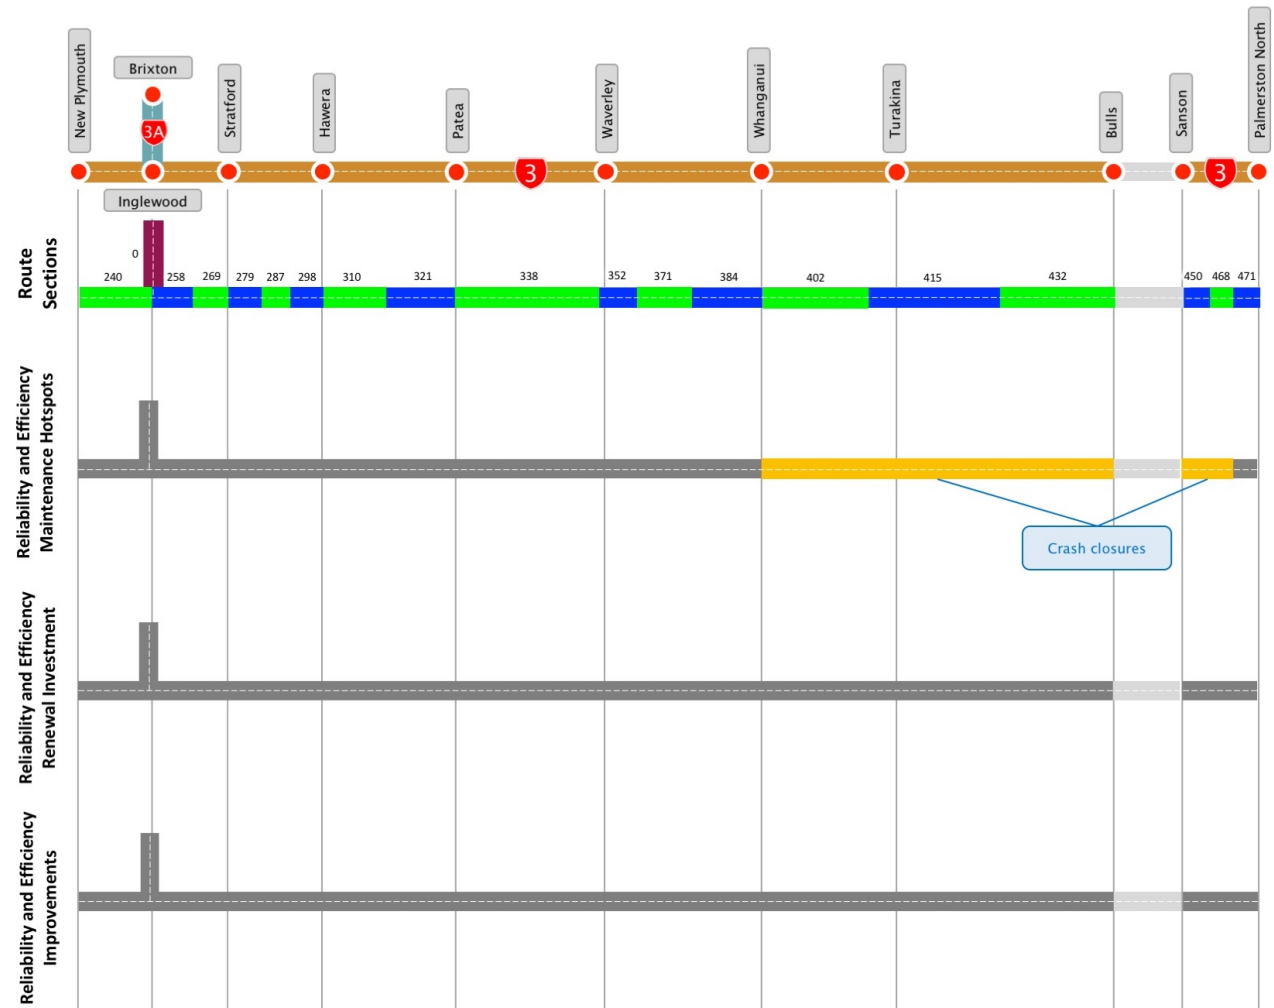 New Plymouth
Brixton
Stratford
Hawera
Patea
Waverley
Whanganui
Turakina
Bulls
Sanson
Palmerston North
3A
3
3
Inglewood
Route
Sections
0
240
258
269
279
287
298
310
321
338
352
371
384
402
415
432
450
468
471
Reliability and Efficiency
Maintenance Hotspots
Crash closures
Reliability and Efficiency
Renewal Investment
Reliability and Efficiency
Improvements